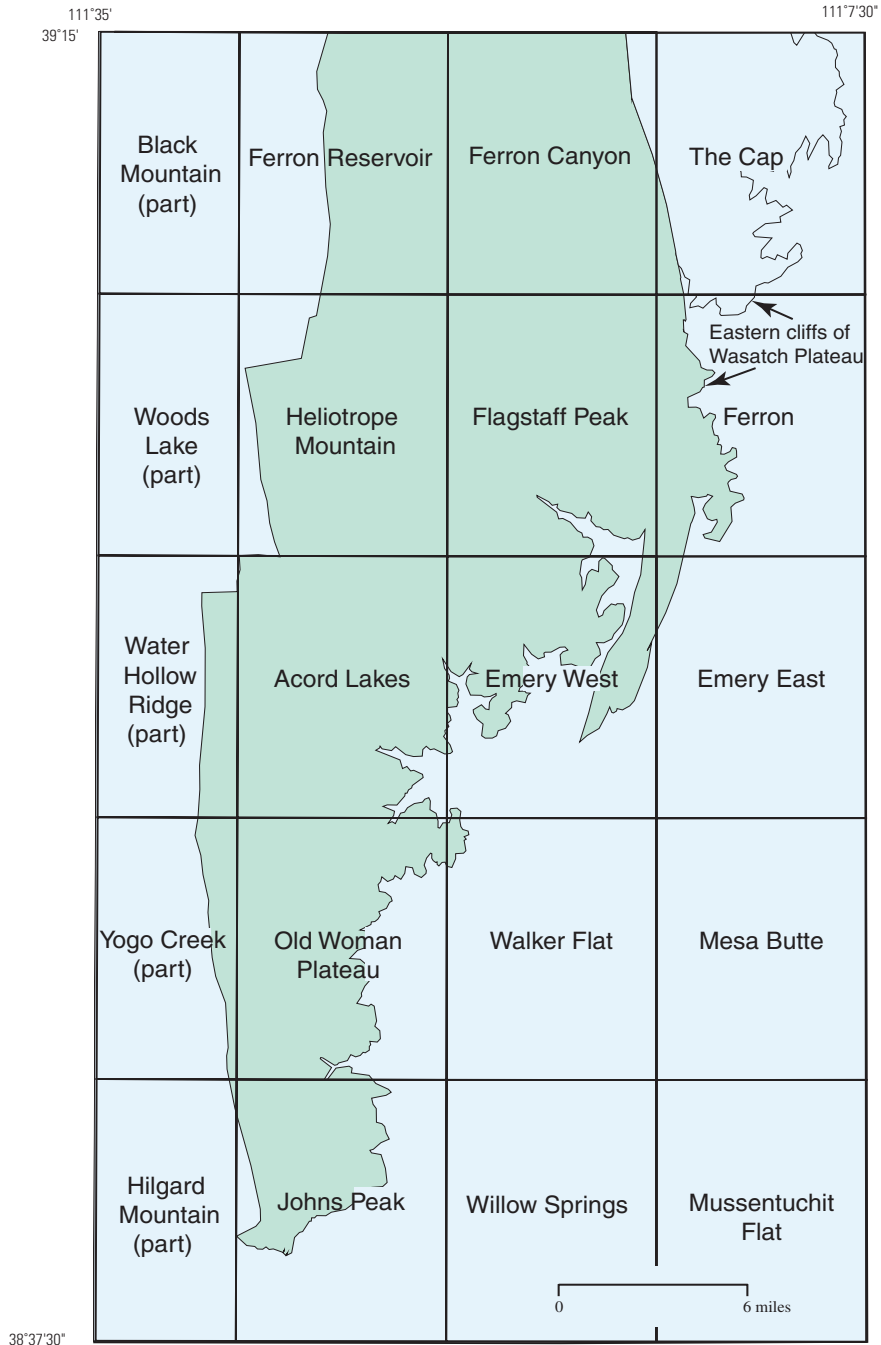 111˚35'
111˚7'30"
39˚15'
Black
Mountain
(part)
Ferron Reservoir
Ferron Canyon
The Cap
Eastern cliffs of
Wasatch Plateau
Woods
Lake
(part)
Heliotrope
Mountain
Flagstaff Peak
Ferron
Water
Hollow
Ridge
(part)
Acord Lakes
Emery West
Emery East
Yogo Creek
(part)
Old Woman
Plateau
Walker Flat
Mesa Butte
Hilgard
Mountain
(part)
Johns Peak
Willow Springs
Mussentuchit
Flat
0
6 miles
38˚37'30"